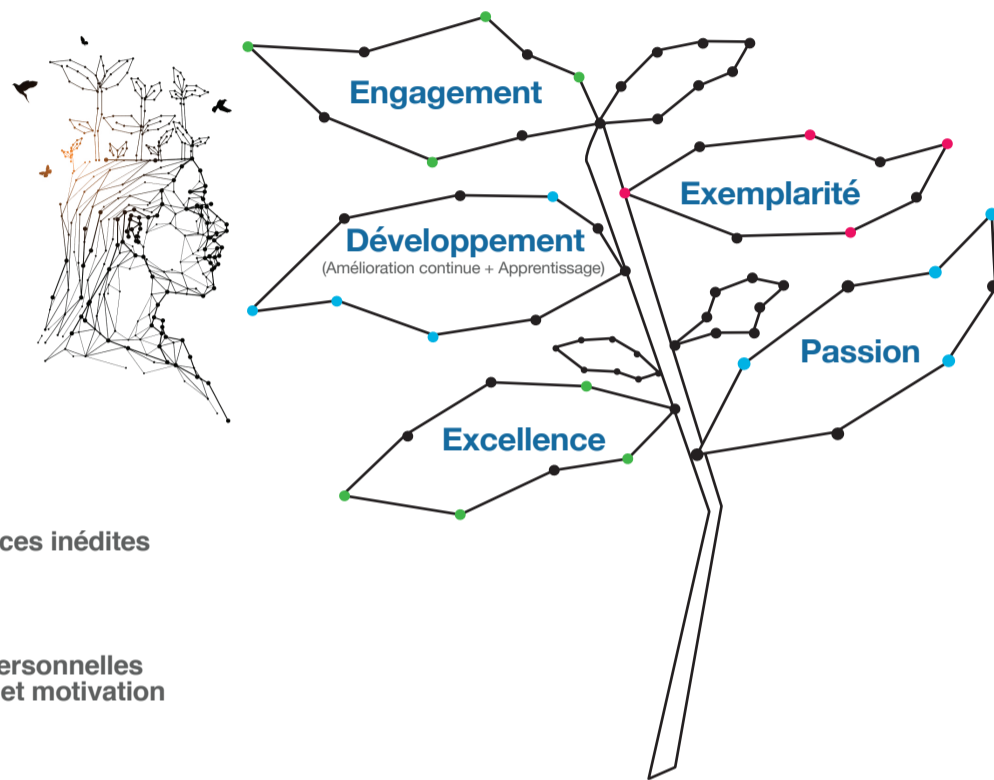 Engagement
Exemplarité
Développement
(Amélioration continue + Apprentissage)
Passion
Excellence
ces inédites
ersonnelles
et motivation